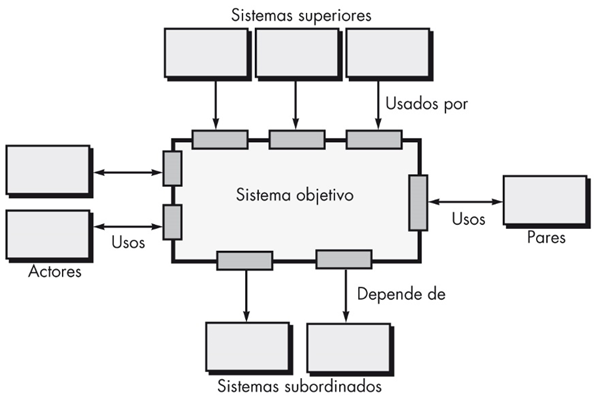 Sistemas superiores
Usados por
Sistema objetivo
Usos
Usos
Actores
Pares
Depende de
Sistemas subordinados